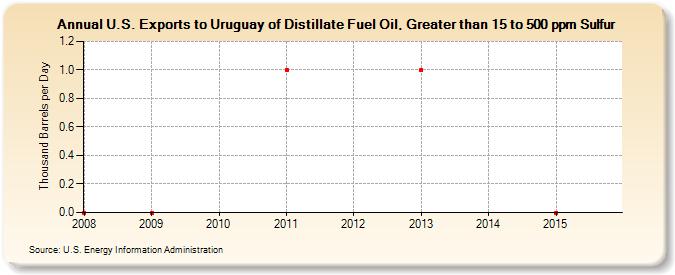 Annual U.S. Exports to Uruguay of Distillate Fuel Oil, Greater than 15 to 500 ppm Sulfur
Thousand Barrels per Day
1.2
1.0
0.8
0.6
0.4
0.2
0.0
2008 2009 2010 2011 2012 2013 2014 2015
Source: U.S. Energy Information Administration